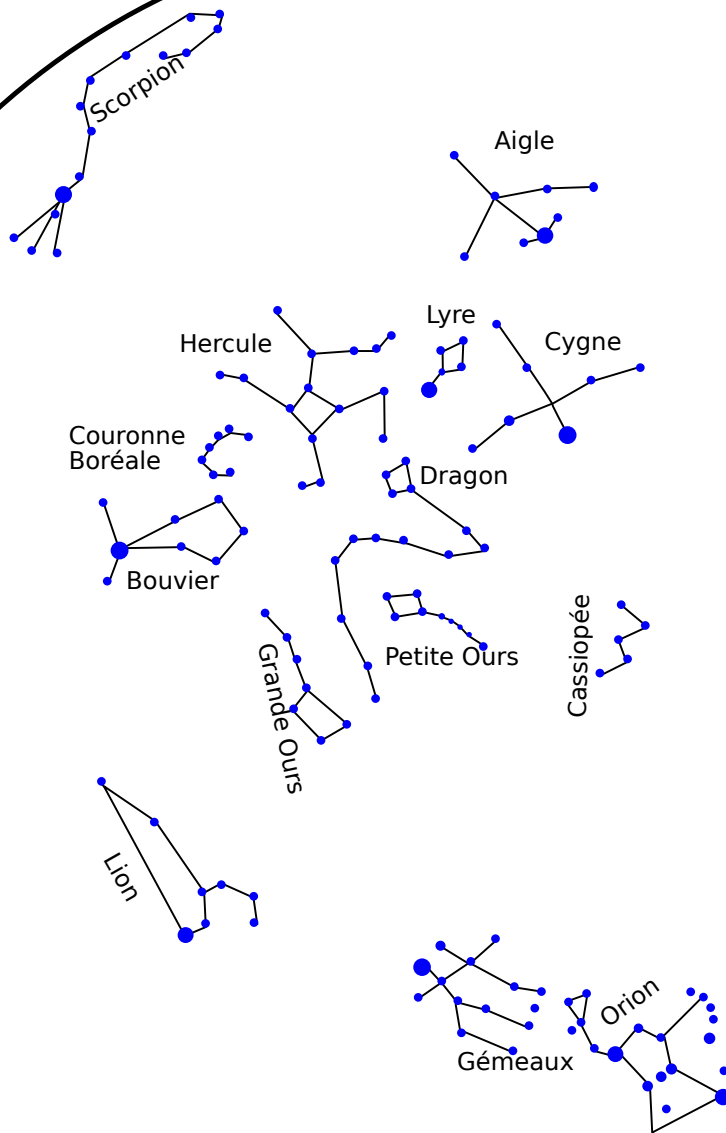 Scorpion
Aigle
Lyre
Hercule
Cygne
Couronne
Boréale
Dragon
Bouvier
Cassiopée
Petite Ours
Grande Ours
Lion
Orion
Gémeaux